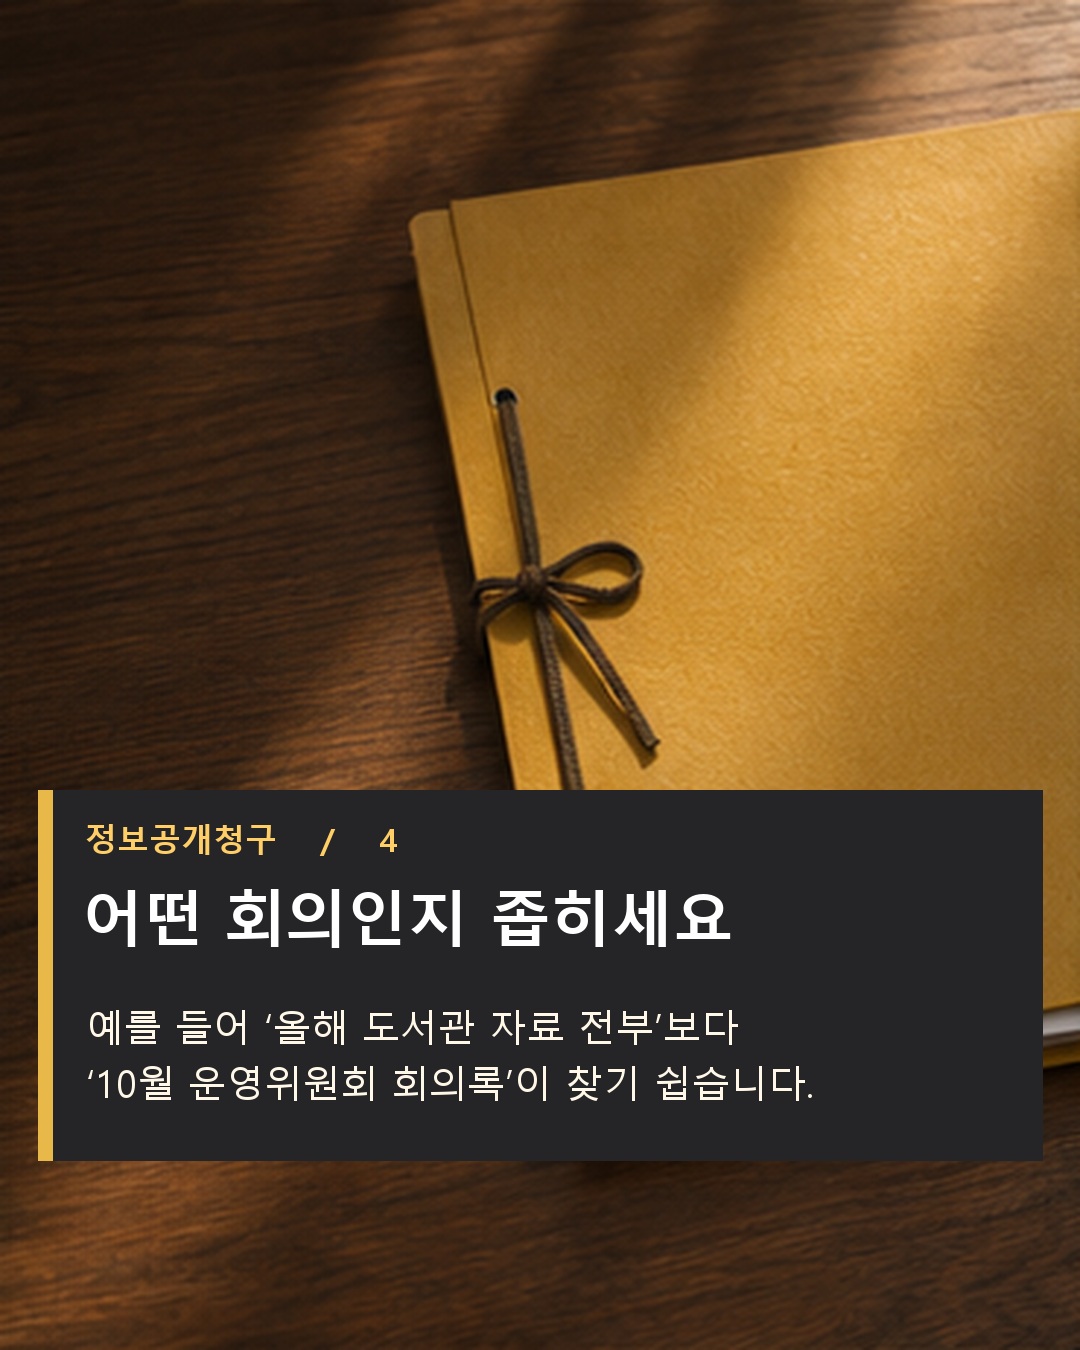 정보공개청구 / 4
어떤 회의인지 좁히세요
예를 들어 ‘올해 도서관 자료 전부’보다
‘10월 운영위원회 회의록’이 찾기 쉽습니다.